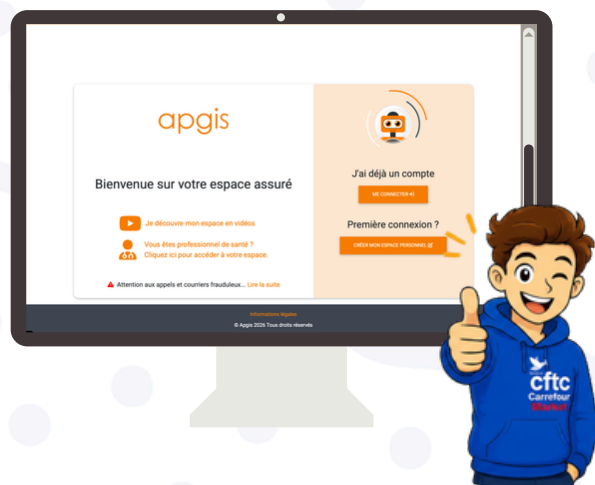 apgis
Bienvenue sur votre espace assuré
Je découvre mon espace en vidéos
Vous êtes professionnel de santé ?
Cliquez ici pour accéder à votre espace.
Attention aux appels et courriers frauduleux... Lire la suite
J'ai déjà un compte
ME CONNECTER
Première connexion ?
CRÉER MON ESPACE PERSONNEL
Informations légales
© Apgis 2026 Tous droits réservés
cftc
Carrefour
Market